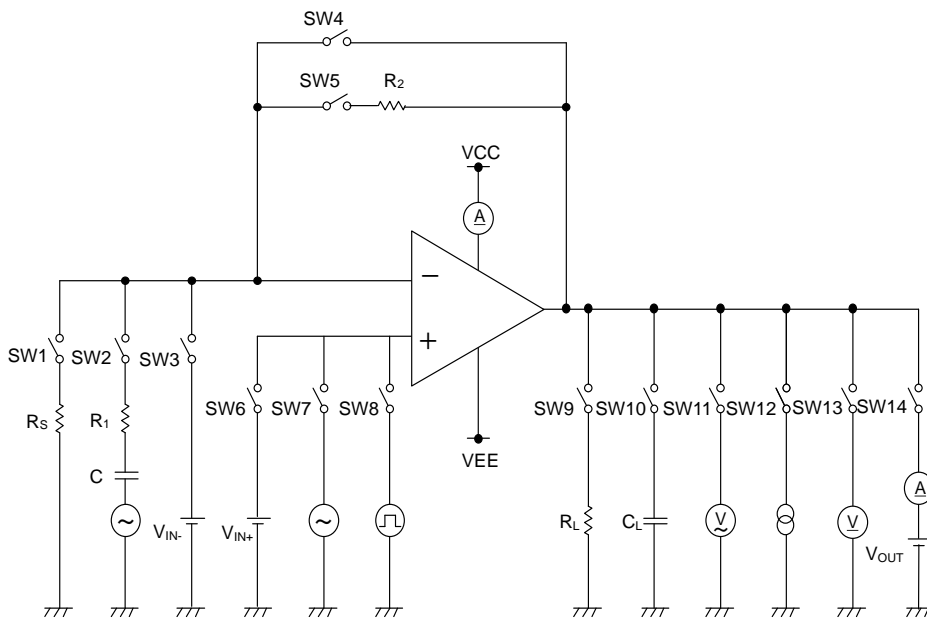 SW4
SW5
R2
VCC
A
−
+
SW1
SW2
SW3
SW6
SW7
SW8
SW9
SW10
SW11
SW12
SW13
SW14
RS
R1
C
VEE
VIN-
VIN+
RL
CL
V
V
A
VOUT